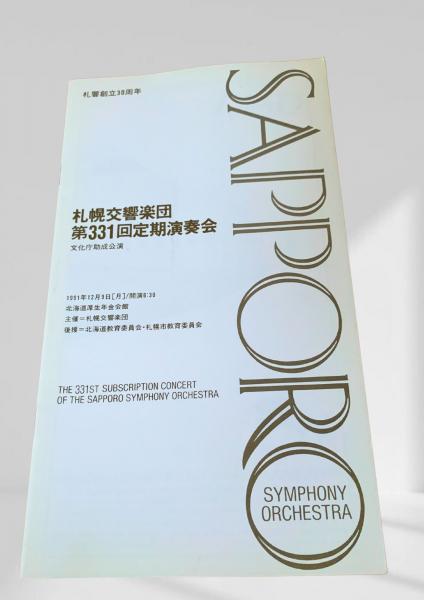 札響創立30周年
札幌交響楽団
第331回定期演奏会
文化庁助成公演
1991年12月9日[月]/開演6:30
北海道厚生年金会館
主催=札幌交響楽団
後援=北海道教育委員会・札幌市教育委員会
THE 331ST SUBSCRIPTION CONCERT
OF THE SAPPORO SYMPHONY ORCHESTRA
SAPPORO
SYMPHONY
ORCHESTRA